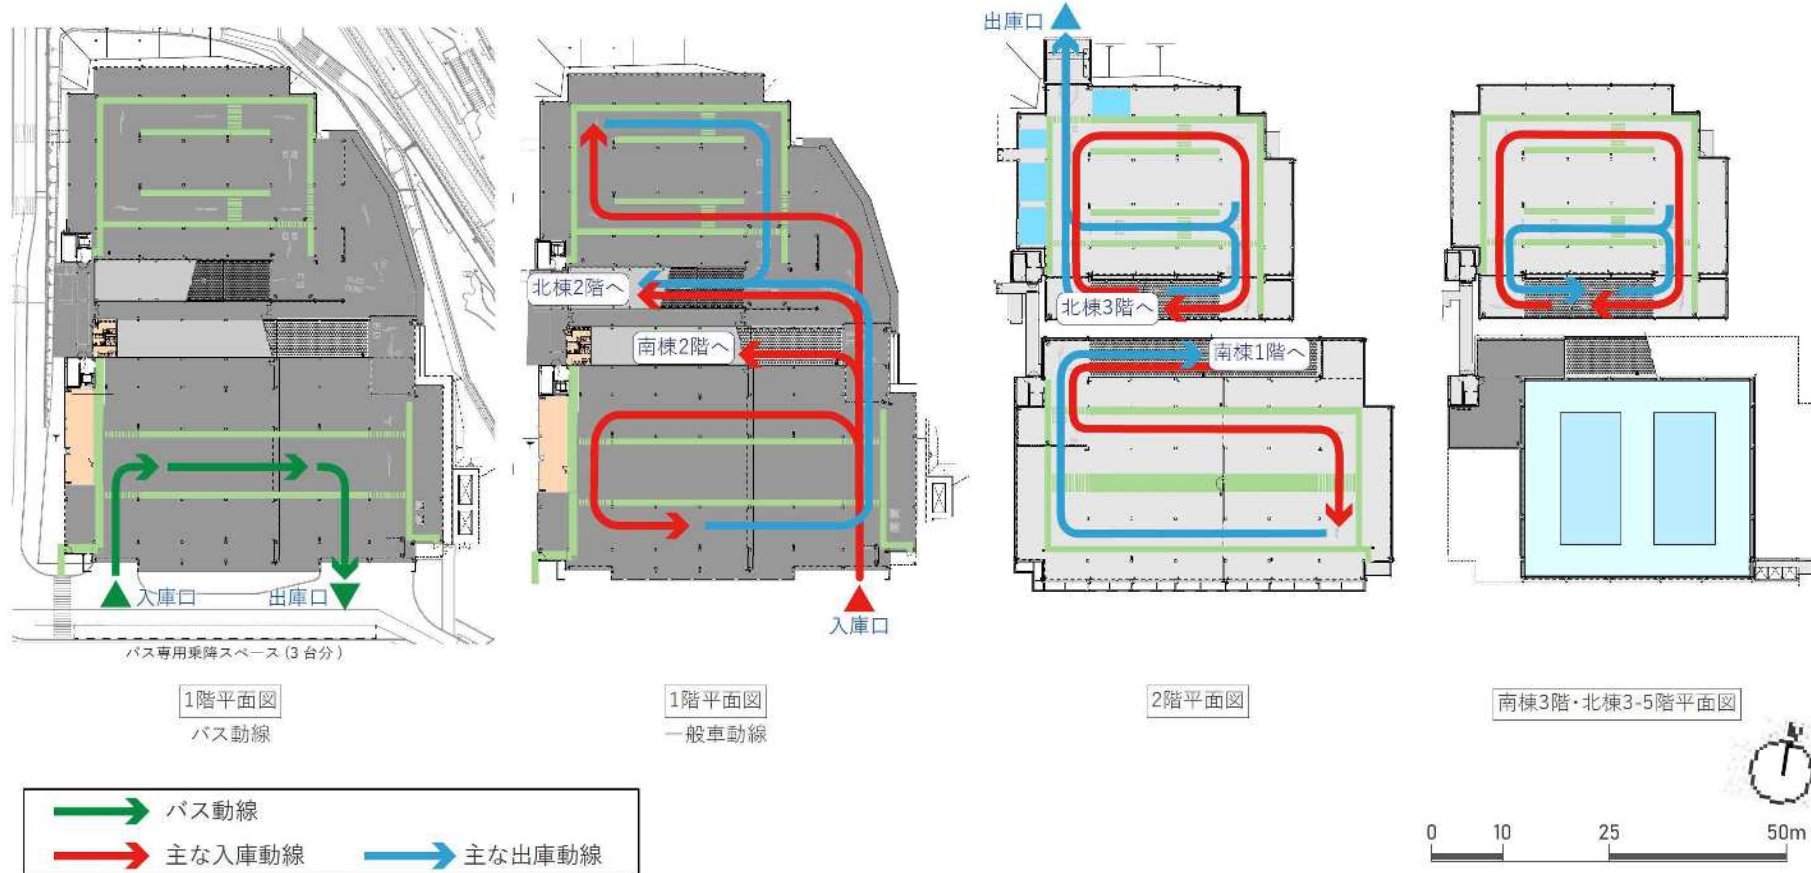 出庫口
北棟2階へ
南棟2階へ
北棟3階へ
南棟1階へ
入庫口
出庫口
バス専用乗降スペース(3台分)
入庫口
1階平面図
バス動線
1階平面図
一般車動線
2階平面図
南棟3階・北棟3-5階平面図
バス動線
主な入庫動線
主な出庫動線
0 10 25 50m